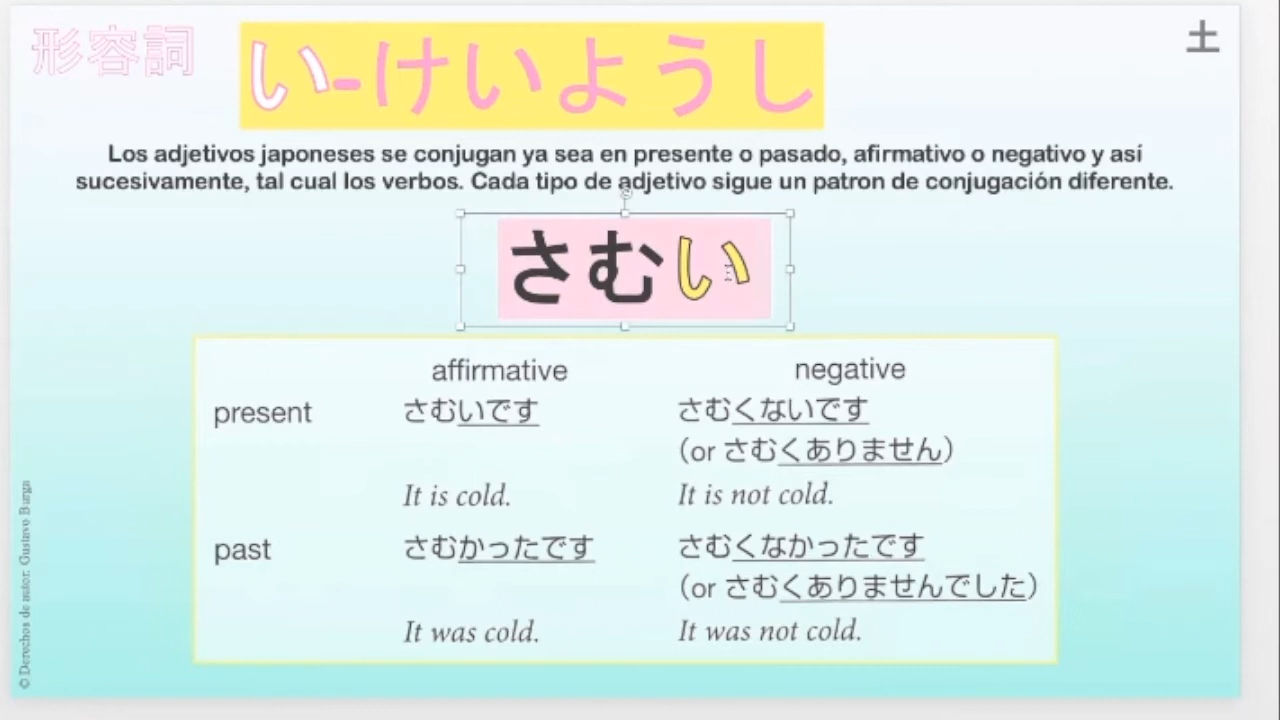 形容詞
い-けいようし
土
Los adjetivos japoneses se conjugan ya sea en presente o pasado, afirmativo o negativo y así
sucesivamente, tal cual los verbos. Cada tipo de adjetivo sigue un patron de conjugación diferente.
さむい
affirmative negative
present さむいです さむくないです
(or さむくありません)
It is cold. It is not cold.
past さむかったです さむくなかったです
(or さむくありませんでした)
It was cold. It was not cold.
© Derechos de autor: Gustavo Burga